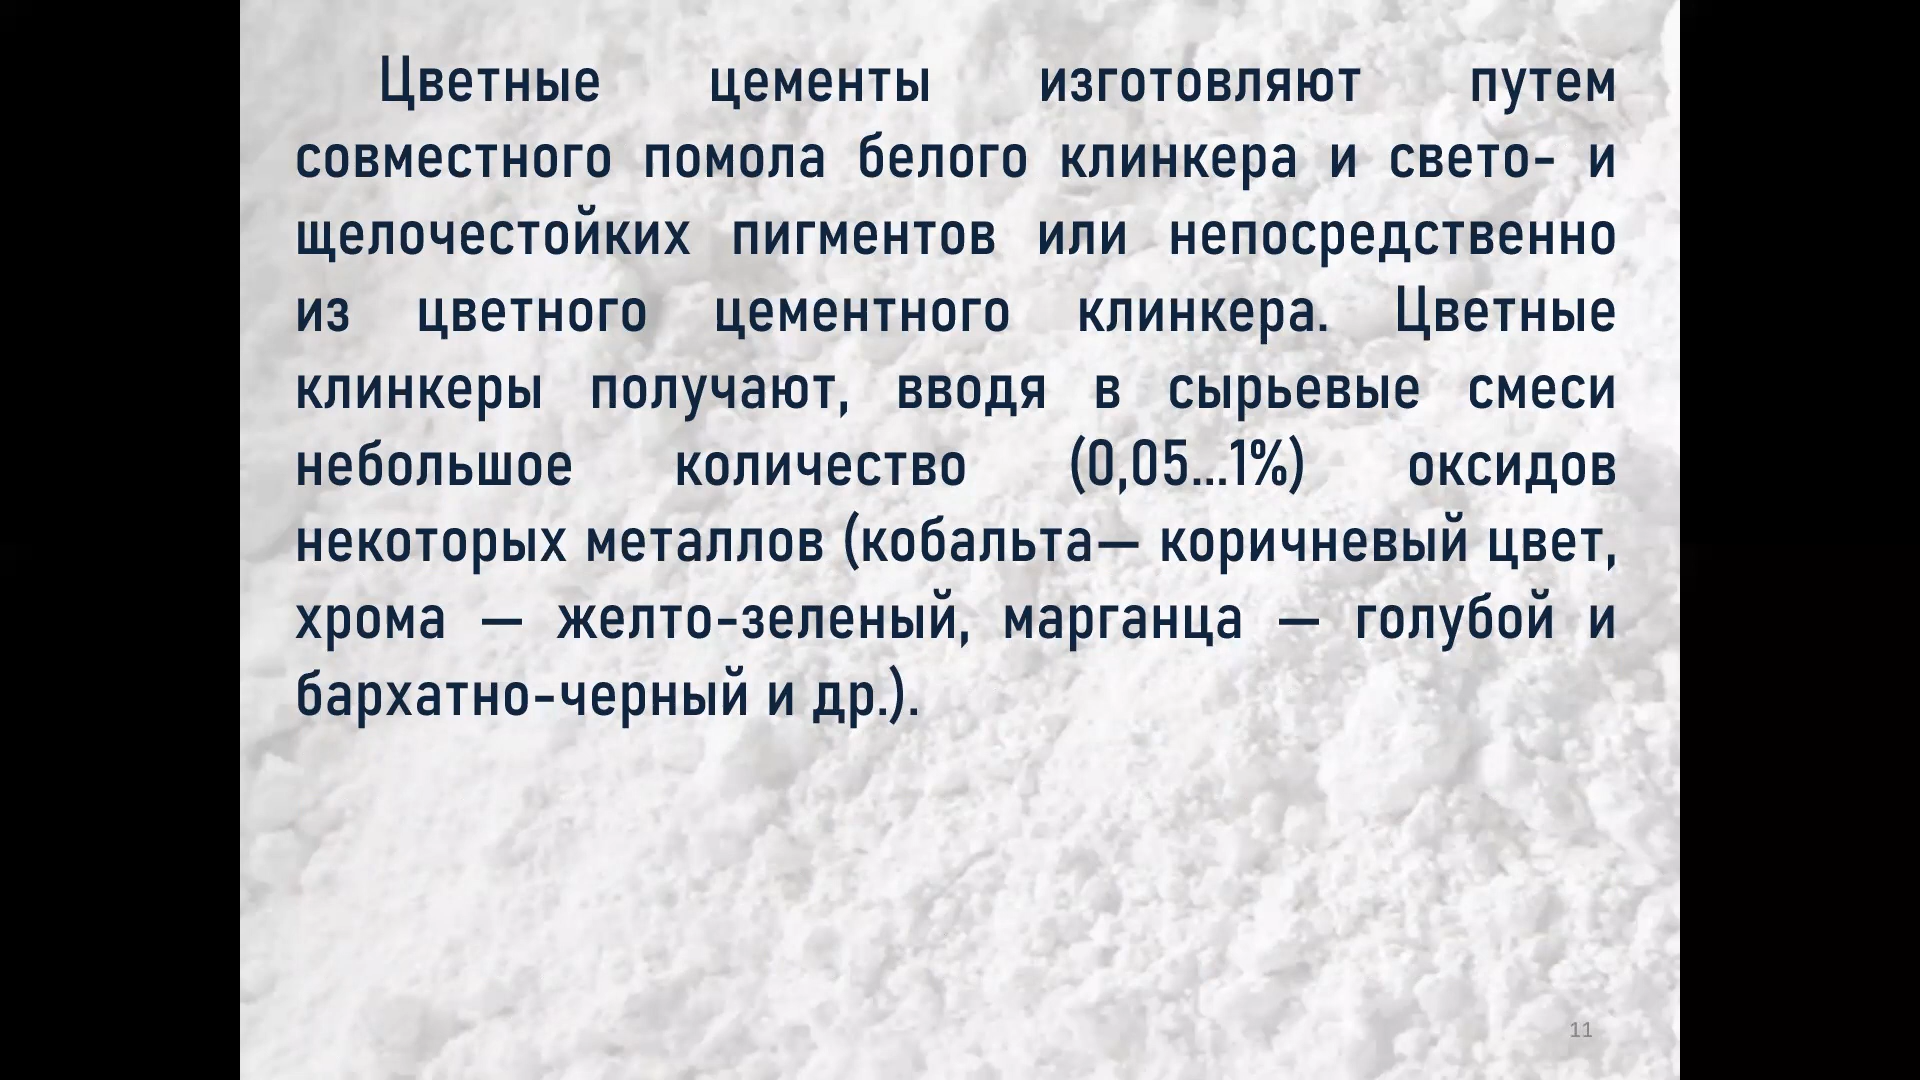 Цветные цементы изготовляют путем
совместного помола белого клинкера и свето- и
щелочестойких пигментов или непосредственно
из цветного цементного клинкера. Цветные
клинкеры получают, вводя в сырьевые смеси
небольшое количество (0,05...1%) оксидов
некоторых металлов (кобальта— коричневый цвет,
хрома — желто-зеленый, марганца — голубой и
бархатно-черный и др.).
11